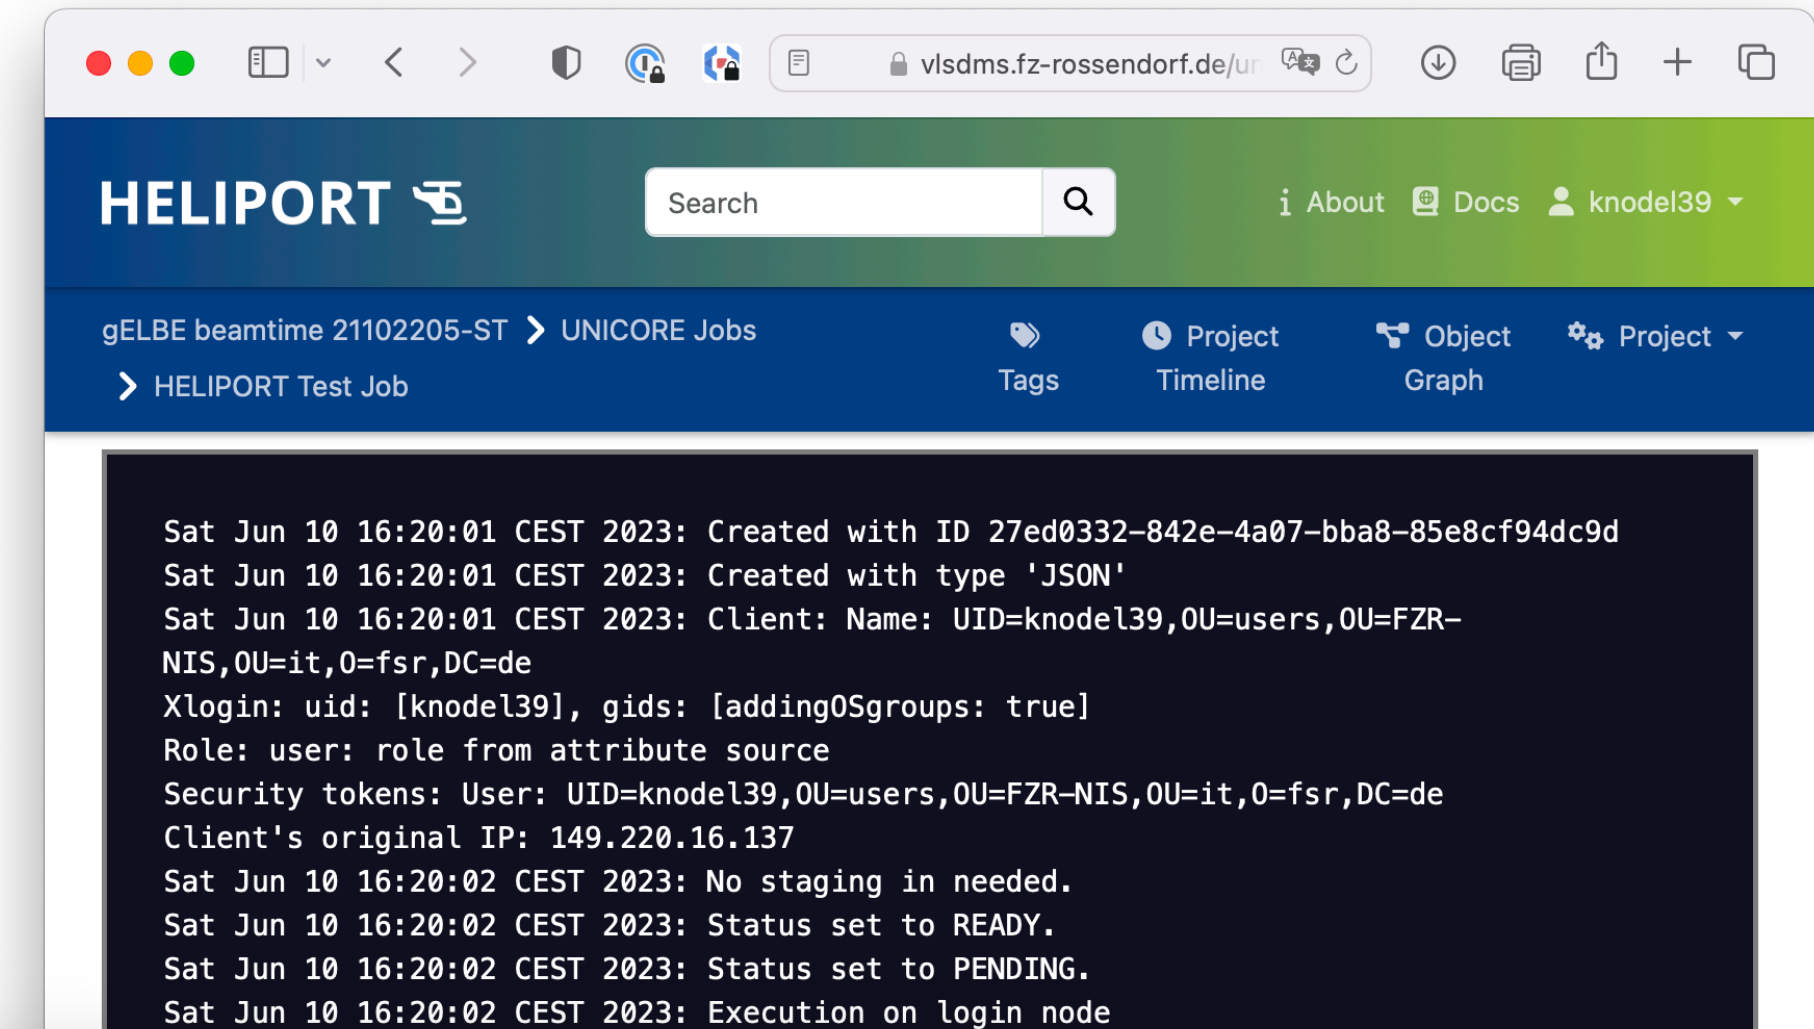 vlsdms.fz-rossendorf.de/un
HELIPORT
Search
i About Docs knodel39
gELBE beamtime 21102205-ST > UNICORE Jobs
> HELIPORT Test Job
Tags
Project Timeline
Object Graph
Project
Sat Jun 10 16:20:01 CEST 2023: Created with ID 27ed0332-842e-4a07-bba8-85e8cf94dc9d
Sat Jun 10 16:20:01 CEST 2023: Created with type 'JSON'
Sat Jun 10 16:20:01 CEST 2023: Client: Name: UID=knodel39,OU=users,OU=FZR-
NIS,OU=it,O=fsr,DC=de
Xlogin: uid: [knodel39], gids: [addingOSgroups: true]
Role: user: role from attribute source
Security tokens: User: UID=knodel39,OU=users,OU=FZR-NIS,OU=it,O=fsr,DC=de
Client's original IP: 149.220.16.137
Sat Jun 10 16:20:02 CEST 2023: No staging in needed.
Sat Jun 10 16:20:02 CEST 2023: Status set to READY.
Sat Jun 10 16:20:02 CEST 2023: Status set to PENDING.
Sat Jun 10 16:20:02 CEST 2023: Execution on login node